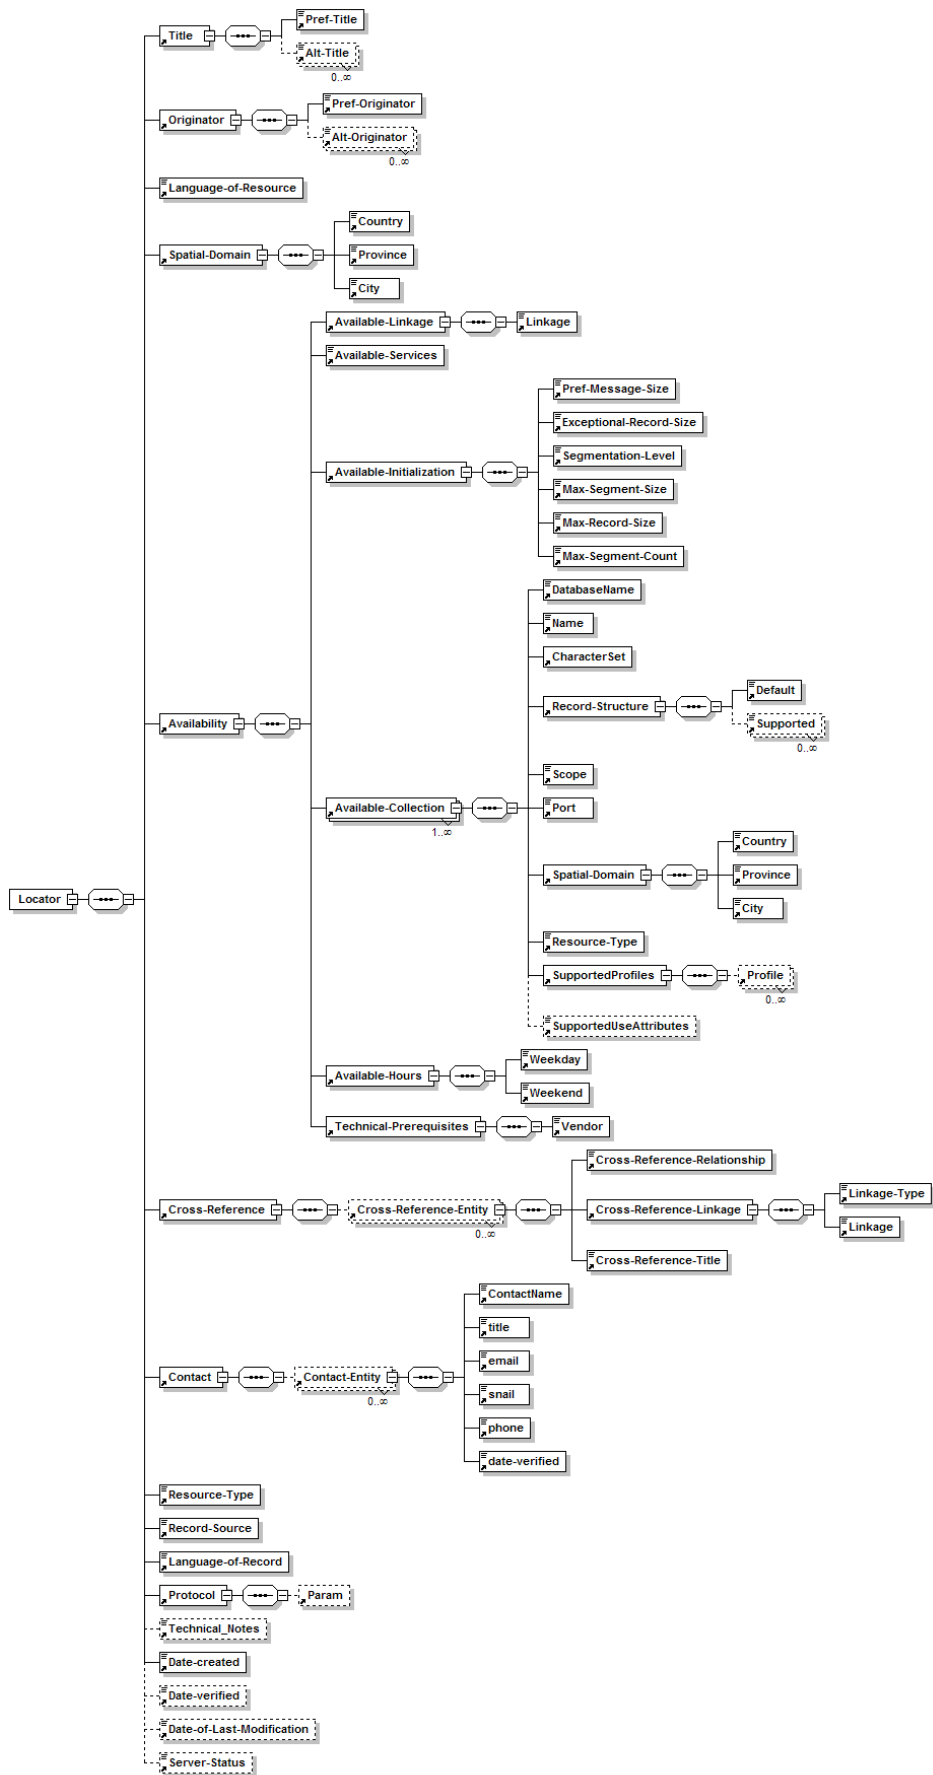 Pref-Title
Title
Alt-Title
0..∞
Pref-Originator
Originator
Alt-Originator
0..∞
Language-of-Resource
Country
Spatial-Domain
Province
City
Available-Linkage
Linkage
Available-Services
Pref-Message-Size
Exceptional-Record-Size
Segmentation-Level
Available-Initialization
Max-Segment-Size
Max-Record-Size
Max-Segment-Count
DatabaseName
Name
CharacterSet
Default
Record-Structure
Availability
Supported
0..∞
Scope
Available-Collection
Port
1..∞
Country
Spatial-Domain
Province
Locator
City
Resource-Type
SupportedProfiles
Profile
0..∞
SupportedUseAttributes
Weekday
Available-Hours
Weekend
Technical-Prerequisites
Vendor
Cross-Reference-Relationship
Linkage-Type
Cross-Reference
Cross-Reference-Entity
Cross-Reference-Linkage
0..∞
Linkage
Cross-Reference-Title
ContactName
title
email
Contact
Contact-Entity
0..∞
snail
phone
date-verified
Resource-Type
Record-Source
Language-of-Record
Protocol
Param
Technical_Notes
Date-created
Date-verified
Date-of-Last-Modification
Server-Status